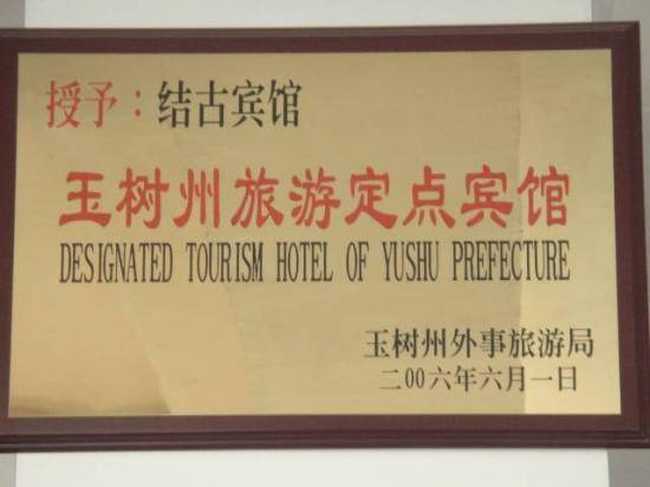 授予：结古宾馆
玉树州旅游定点宾馆
DESIGNATED TOURISM HOTEL OF YUSHU PREFECTURE
玉树州外事旅游局
二00六年六月一日